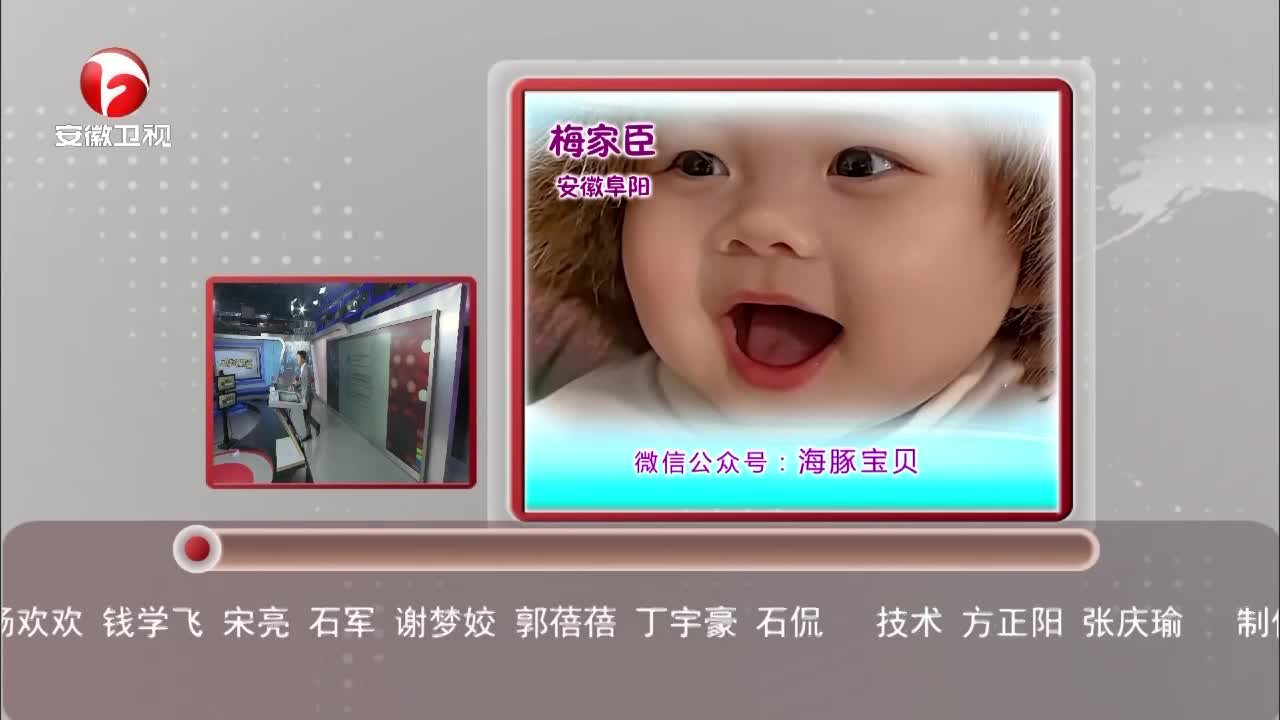 安徽卫视
梅家臣
安徽阜阳
微信公众号：海豚宝贝
欢欢 钱学飞 宋亮 石军 谢梦姣 郭蓓蓓 丁宇豪 石侃 技术 方正阳 张庆瑜 制